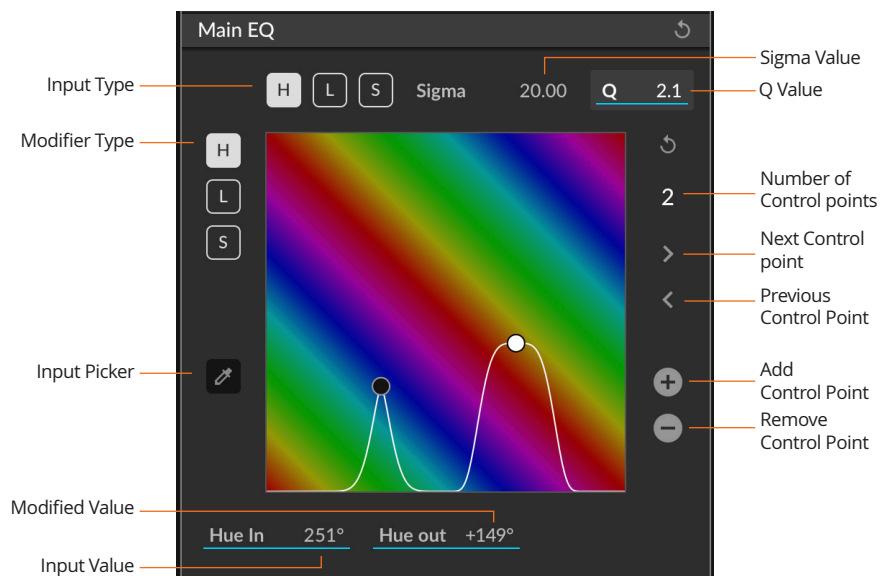 Main EQ
Sigma Value
Input Type
H L S Sigma 20.00 Q 2.1
Q Value
Modifier Type
H
L
S
2
Number of
Control points
Next Control
point
Previous
Control Point
Input Picker
Add
Control Point
Remove
Control Point
Modified Value
Hue In 251° Hue out +149°
Input Value